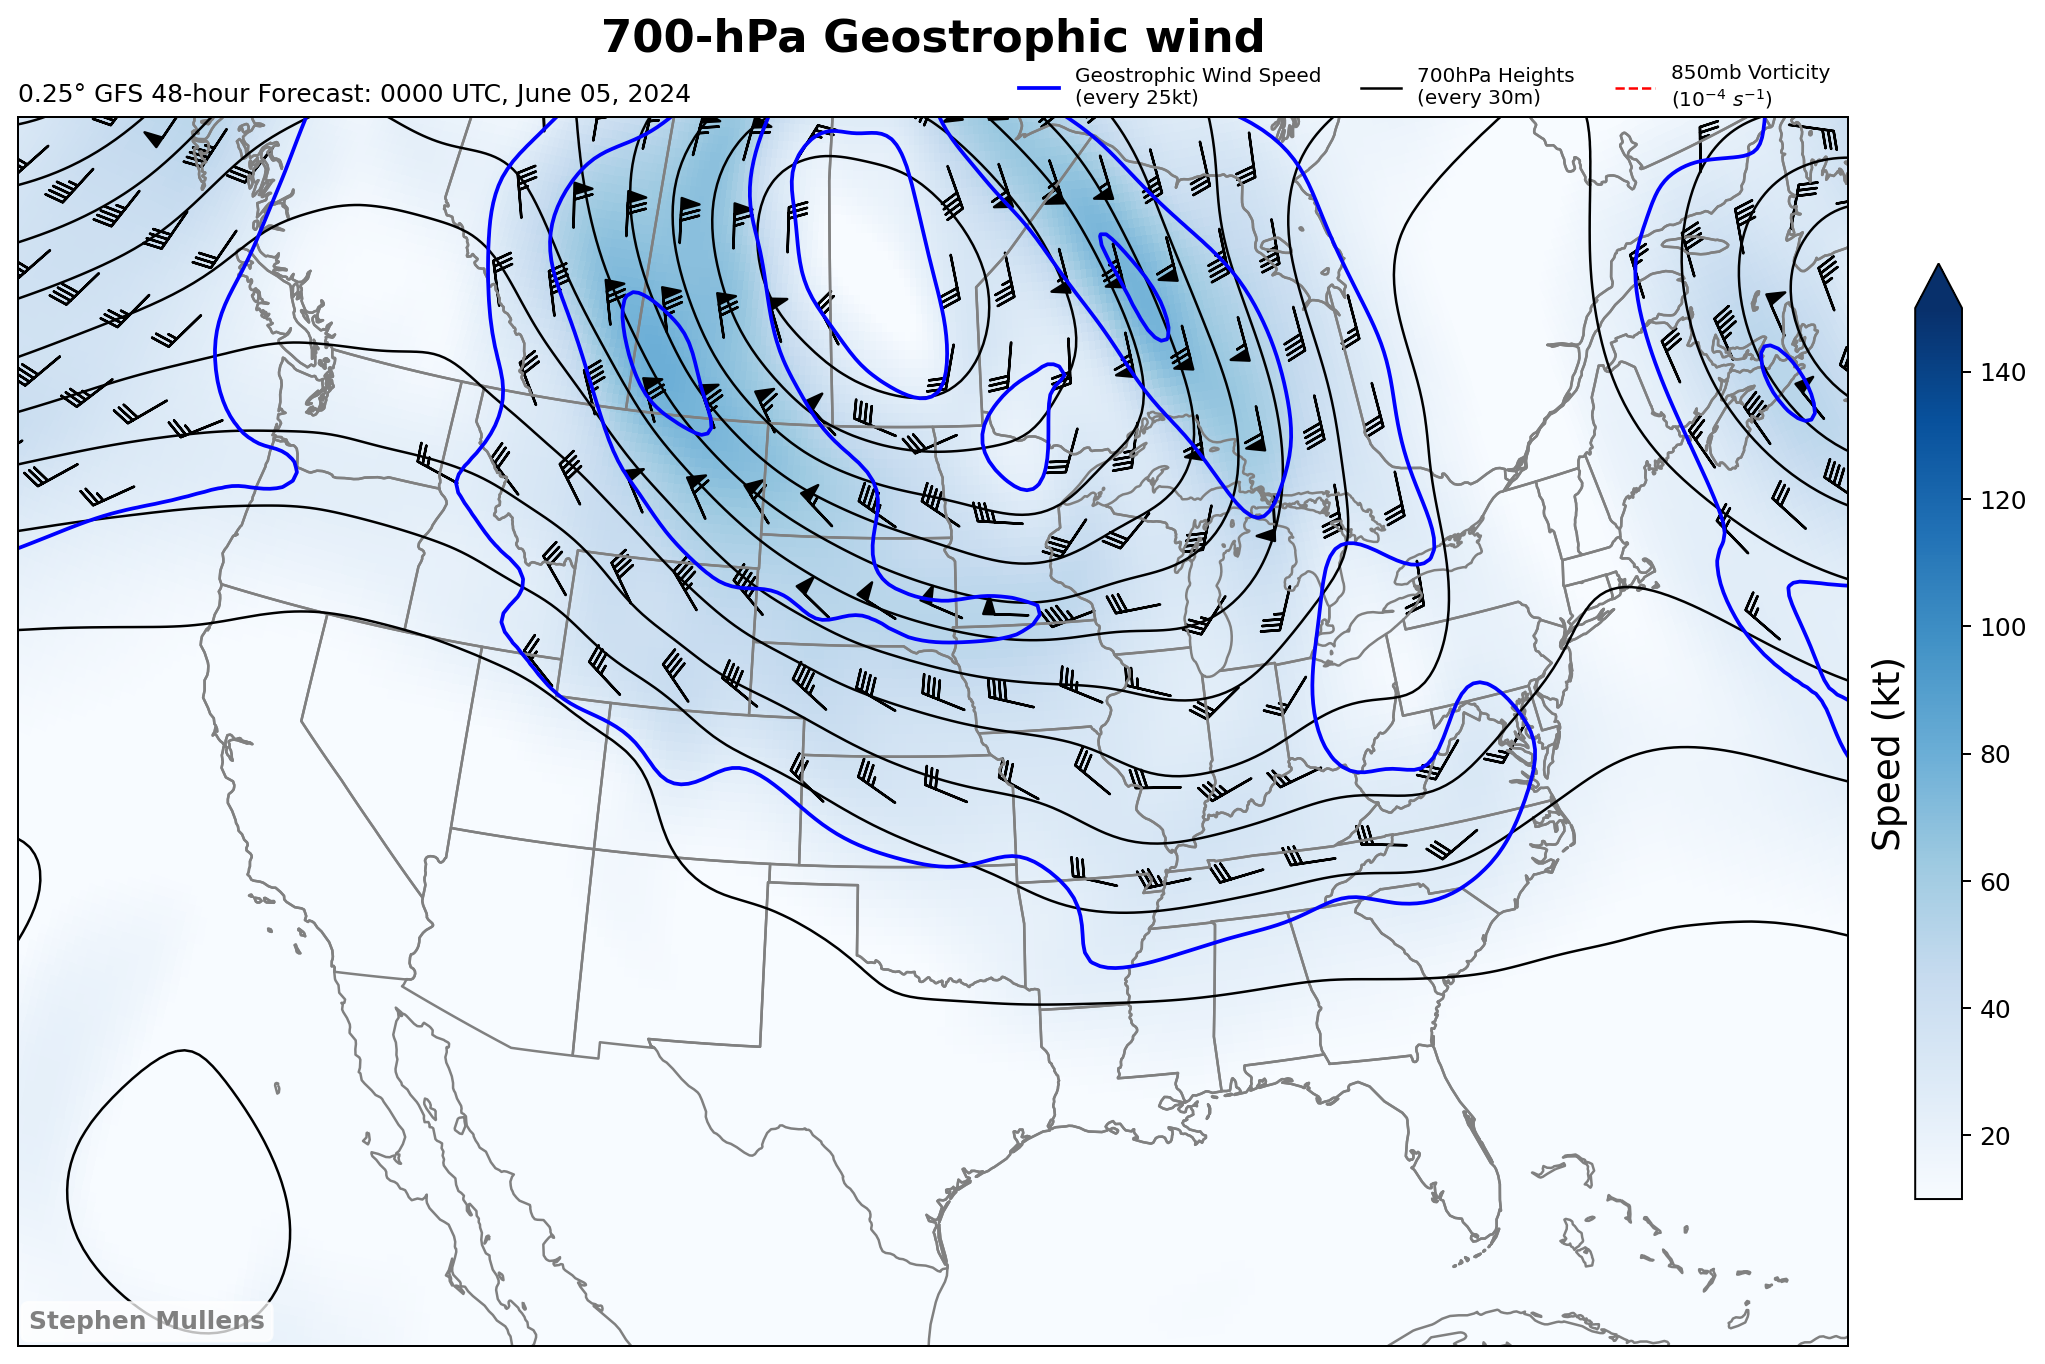 700-hPa Geostrophic wind
0.25° GFS 48-hour Forecast: 0000 UTC, June 05, 2024
Geostrophic Wind Speed
(every 25kt)
700hPa Heights
(every 30m)
850mb Vorticity
(10⁻⁴ s⁻¹)
140
120
100
80
60
40
20
Speed (kt)
Stephen Mullens